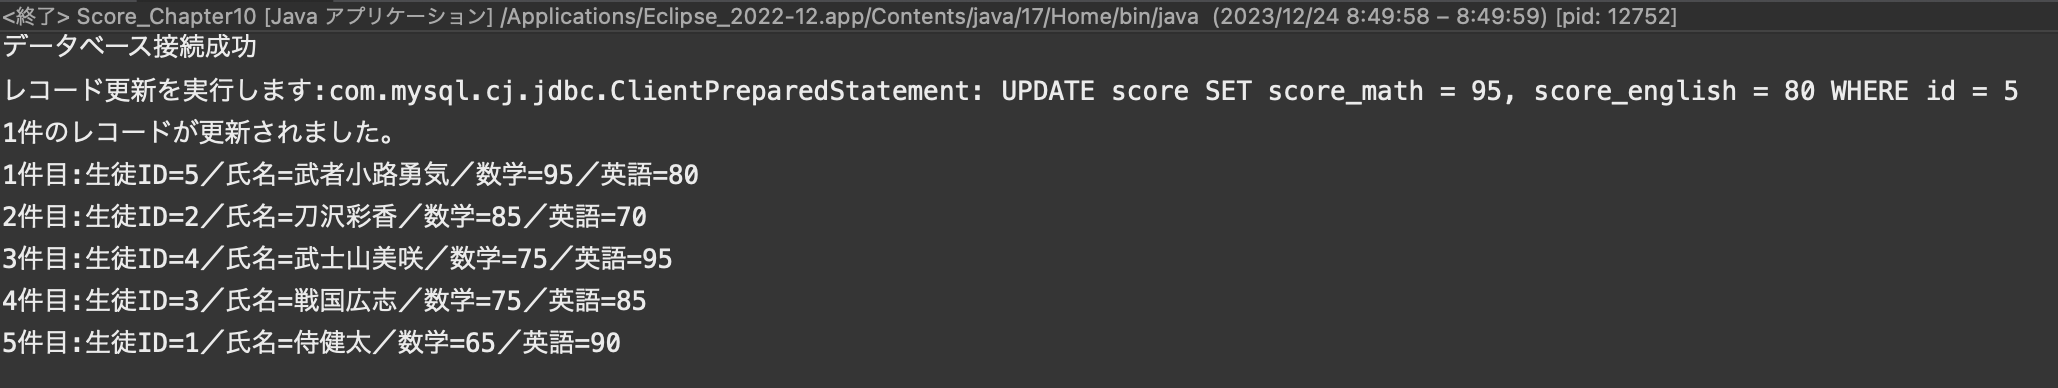 <終了> Score_Chapter10 [Java アプリケーション] /Applications/Eclipse_2022-12.app/Contents/java/17/Home/bin/java  (2023/12/24 8:49:58 – 8:49:59) [pid: 12752]
データベース接続成功
レコード更新を実行します:com.mysql.cj.jdbc.ClientPreparedStatement: UPDATE score SET score_math = 95, score_english = 80 WHERE id = 5
1件のレコードが更新されました。
1件目:生徒ID=5／氏名=武者小路勇気／数学=95／英語=80
2件目:生徒ID=2／氏名=刀沢彩香／数学=85／英語=70
3件目:生徒ID=4／氏名=武士山美咲／数学=75／英語=95
4件目:生徒ID=3／氏名=戦国広志／数学=75／英語=85
5件目:生徒ID=1／氏名=侍健太／数学=65／英語=90